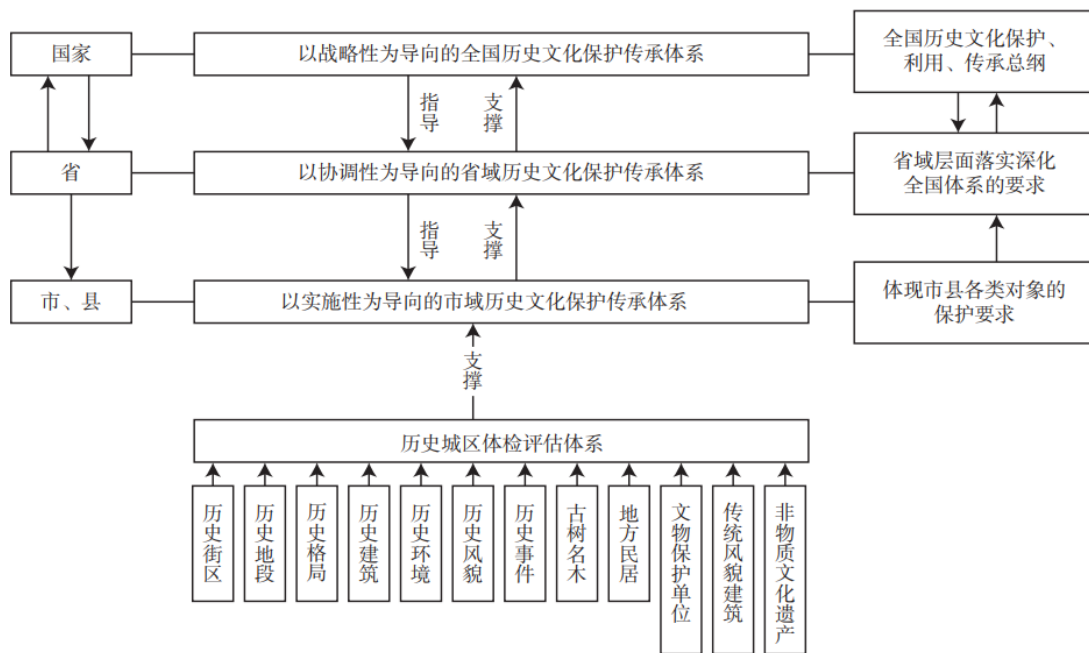 国家
以战略性为导向的全国历史文化保护传承体系
全国历史文化保护、
利用、传承总纲
指导
支撑
省
以协调性为导向的省域历史文化保护传承体系
省域层面落实深化
全国体系的要求
指导
支撑
市、县
以实施性为导向的市域历史文化保护传承体系
体现市县各类对象的
保护要求
支撑
历史城区体检评估体系
历史街区
历史地段
历史格局
历史建筑
历史环境
历史风貌
历史事件
古树名木
地方民居
文物保护单位
传统风貌建筑
非物质文化遗产